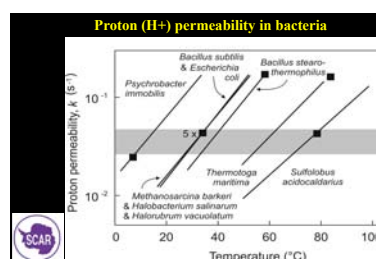 Proton (H+) permeability in bacteria
Bacillus subtilis
& Escherichia
coli
Bacillus stearo-
thermophilus
Psychrobacter
immobilis
Proton permeability, k (s-1)
10-1
10-2
5 x
Thermotoga
maritima
Sulfolobus
acidocaldarius
Methanosarcina barkeri
& Halobacterium salinarum
& Halorubrum vacuolatum
0 20 40 60 80 100
Temperature (°C)
SCAR